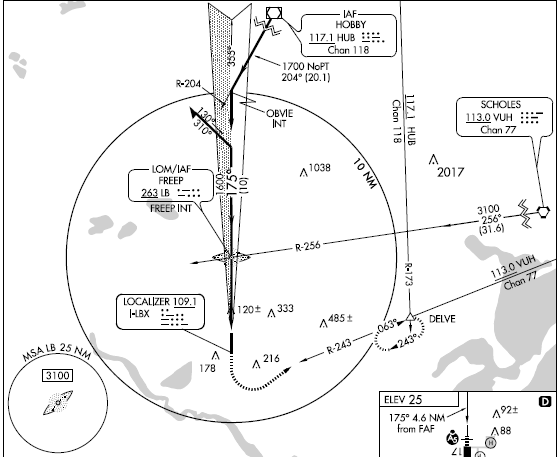 IAF
HOBBY
117.1 HUB
Chan 118
355°
1700 NoPT
204° (20.1)
R-204
OBVIE
INT
117.1 HUB
Chan 118
SCHOLES
113.0 VUH
Chan 77
130°
310°
10 NM
2017
1038
LOM/IAF
FREEP
263 LB
FREEP INT
1600
175°
(10)
3100
256°
(31.6)
R-256
R-173
113.0 VUH
Chan 77
LOCALIZER 109.1
I-LBX
120±
333
485±
063°
243°
DELVE
R-243
178
216
MSA LB 25 NM
3100
ELEV 25
D
175° 4.6 NM
from FAF
92±
88
H
A5
17